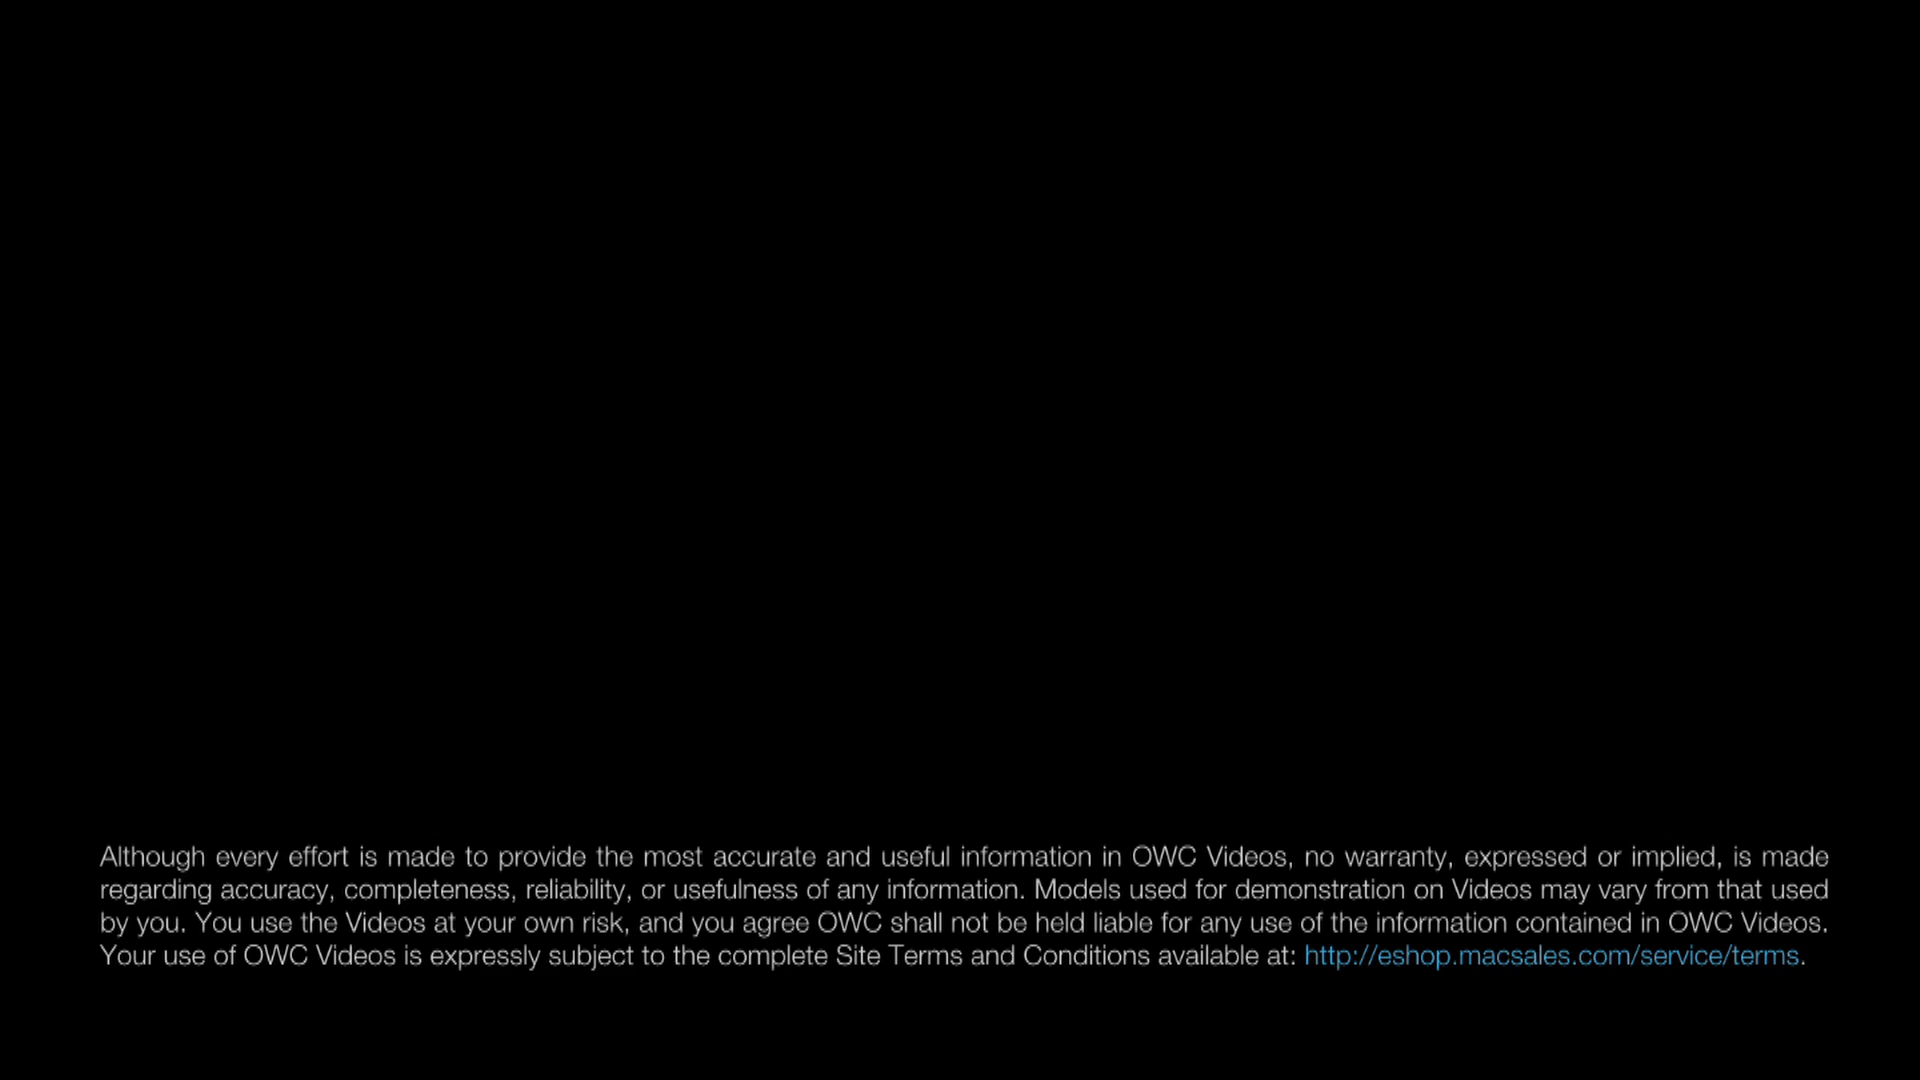 Although every effort is made to provide the most accurate and useful information in OWC Videos, no warranty, expressed or implied, is made
regarding accuracy, completeness, reliability, or usefulness of any information. Models used for demonstration on Videos may vary from that used
by you. You use the Videos at your own risk, and you agree OWC shall not be held liable for any use of the information contained in OWC Videos.
Your use of OWC Videos is expressly subject to the complete Site Terms and Conditions available at: http://eshop.macsales.com/service/terms.